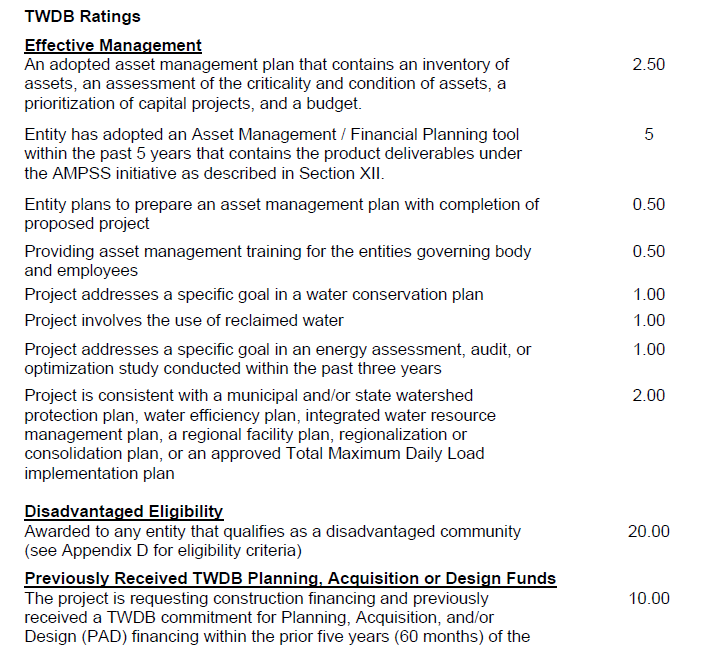 TWDB Ratings
Effective Management
An adopted asset management plan that contains an inventory of 2.50
assets, an assessment of the criticality and condition of assets, a
prioritization of capital projects, and a budget.
Entity has adopted an Asset Management / Financial Planning tool 5
within the past 5 years that contains the product deliverables under
the AMPSS initiative as described in Section XII.
Entity plans to prepare an asset management plan with completion of 0.50
proposed project
Providing asset management training for the entities governing body 0.50
and employees
Project addresses a specific goal in a water conservation plan 1.00
Project involves the use of reclaimed water 1.00
Project addresses a specific goal in an energy assessment, audit, or 1.00
optimization study conducted within the past three years
Project is consistent with a municipal and/or state watershed 2.00
protection plan, water efficiency plan, integrated water resource
management plan, a regional facility plan, regionalization or
consolidation plan, or an approved Total Maximum Daily Load
implementation plan
Disadvantaged Eligibility
Awarded to any entity that qualifies as a disadvantaged community 20.00
(see Appendix D for eligibility criteria)
Previously Received TWDB Planning, Acquisition or Design Funds
The project is requesting construction financing and previously 10.00
received a TWDB commitment for Planning, Acquisition, and/or
Design (PAD) financing within the prior five years (60 months) of the